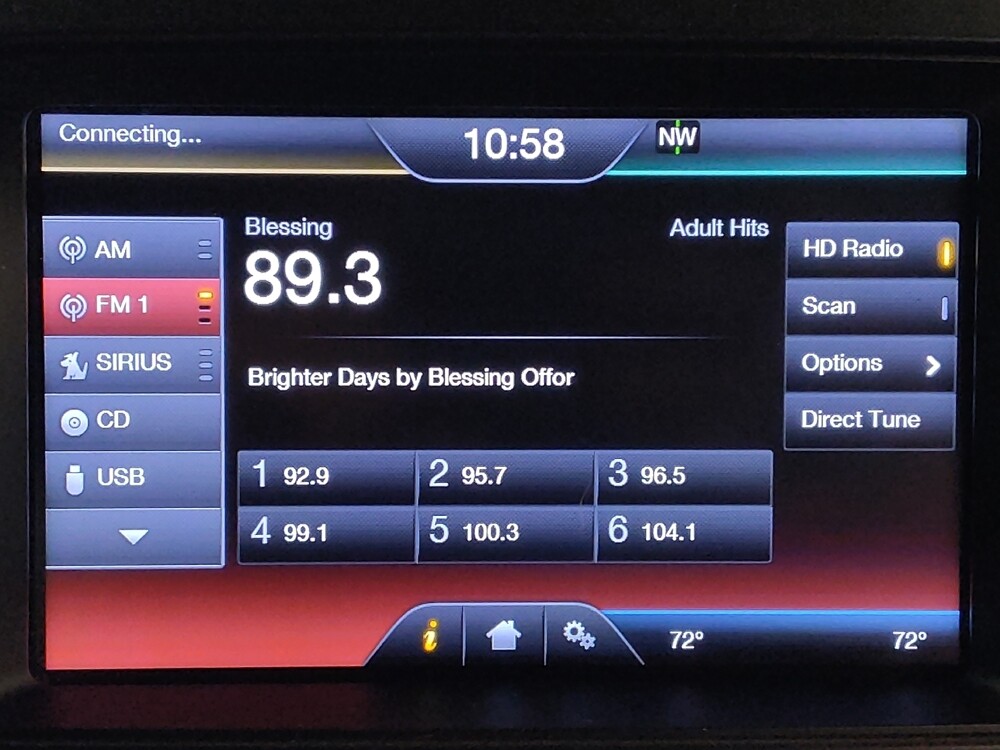 Connecting...
10:58
NW
AM
FM 1
SIRIUS
CD
USB
Blessing
Adult Hits
89.3
Brighter Days by Blessing Offor
1 92.9
2 95.7
3 96.5
4 99.1
5 100.3
6 104.1
HD Radio
Scan
Options
Direct Tune
i
72°
72°